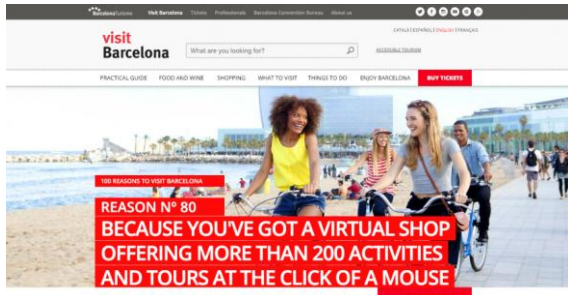 BarcelonaTurisme Visit Barcelona Tickets Professionals Barcelona Convention Bureau About us
CATALÀ | ESPAÑOL | ENGLISH | FRANÇAIS
visit
Barcelona
What are you looking for?
ACCESSIBLE TOURISM
PRACTICAL GUIDE FOOD AND WINE SHOPPING WHAT TO VISIT THINGS TO DO ENJOY BARCELONA BUY TICKETS
100 REASONS TO VISIT BARCELONA
REASON Nº 80
BECAUSE YOU'VE GOT A VIRTUAL SHOP
OFFERING MORE THAN 200 ACTIVITIES
AND TOURS AT THE CLICK OF A MOUSE